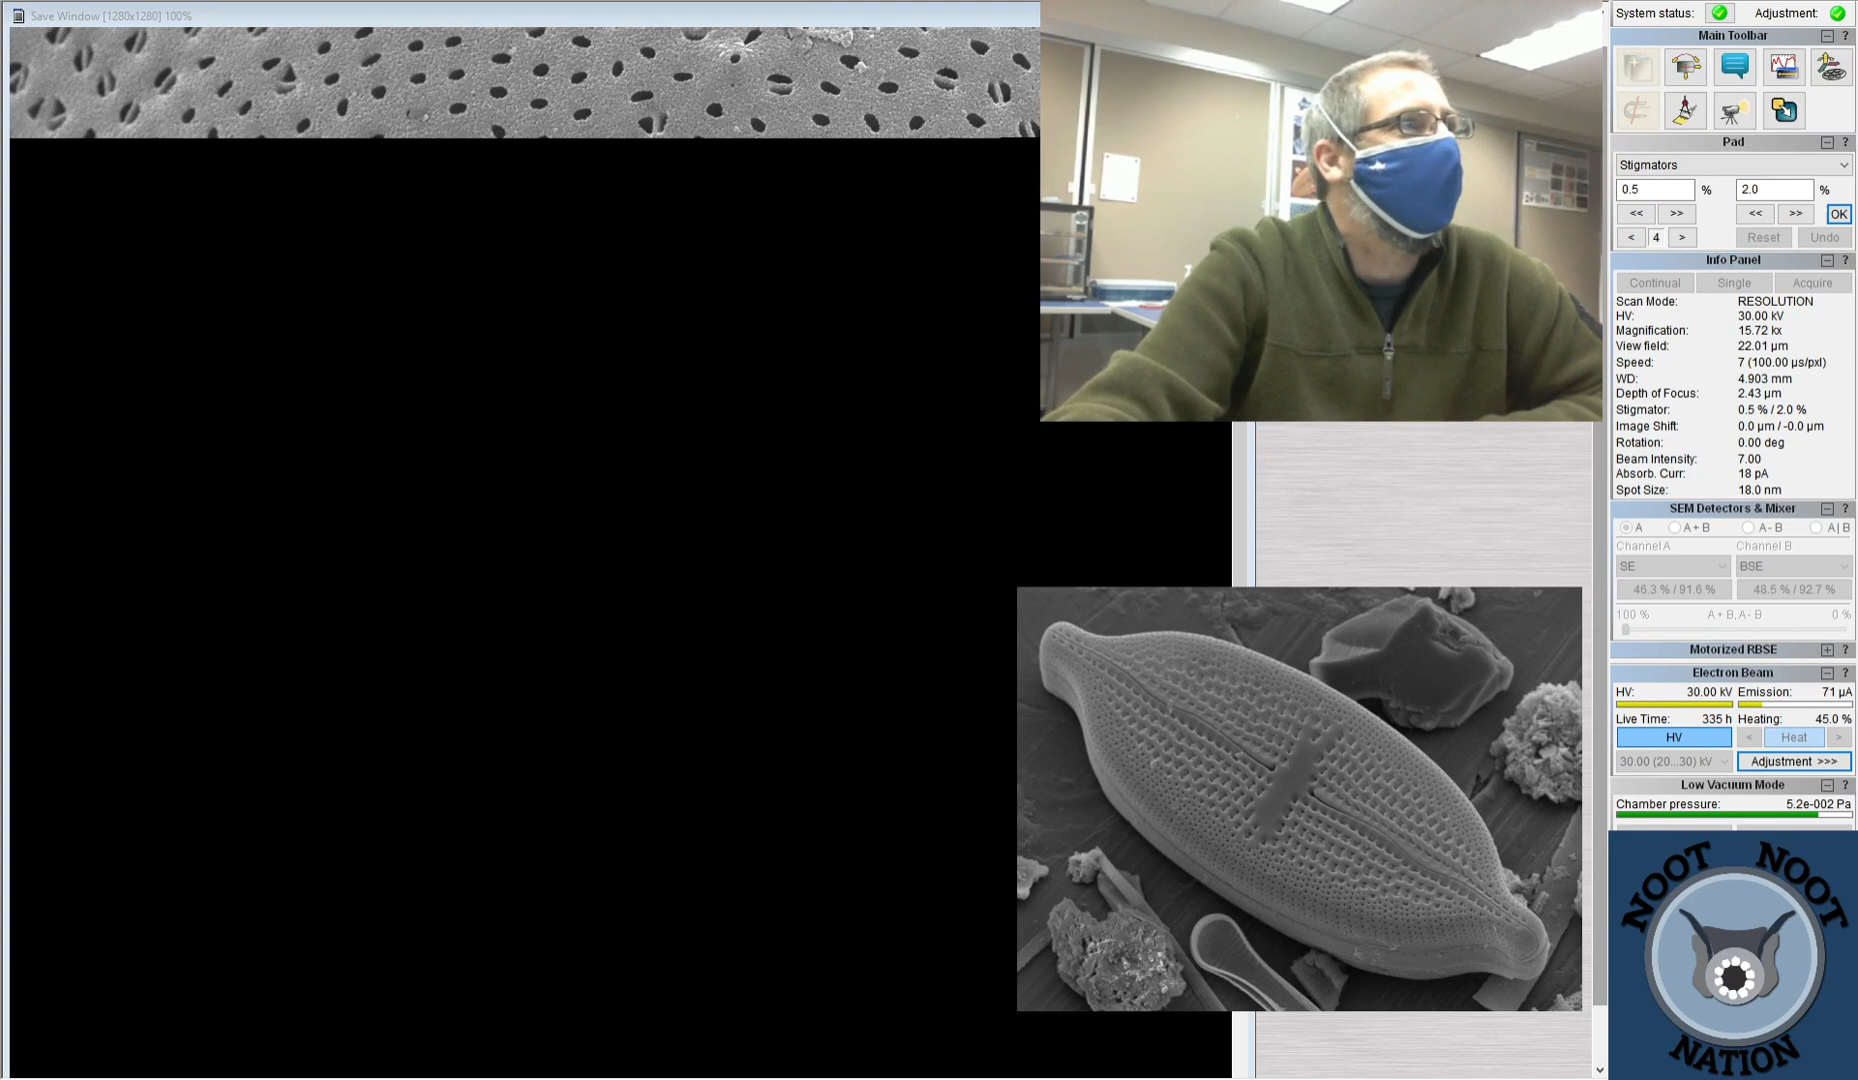 Save Window [1280x1280] 100%
System status: Adjustment:
Main Toolbar
?
Pad
?
Stigmators
0.5 % 2.0 %
<< >> << >> OK
< 4 > Reset Undo
Info Panel
?
Continual Single Acquire
Scan Mode: RESOLUTION
HV: 30.00 kV
Magnification: 15.72 kx
View field: 22.01 µm
Speed: 7 (100.00 µs/pxl)
WD: 4.903 mm
Depth of Focus: 2.43 µm
Stigmator: 0.5 % / 2.0 %
Image Shift: 0.0 µm / -0.0 µm
Rotation: 0.00 deg
Beam Intensity: 7.00
Absorb. Curr: 18 pA
Spot Size: 18.0 nm
SEM Detectors & Mixer
?
A A + B A - B A | B
Channel A Channel B
SE BSE
46.3 % / 91.6 % 48.5 % / 92.7 %
100 % A + B, A - B 0 %
Motorized RBSE
?
Electron Beam
?
HV: 30.00 kV Emission: 71 µA
Live Time: 335 h Heating: 45.0 %
HV < Heat >
30.00 (20...30) kV Adjustment >>>
Low Vacuum Mode
?
Chamber pressure: 5.2e-002 Pa
NOOT NOOT
NATION